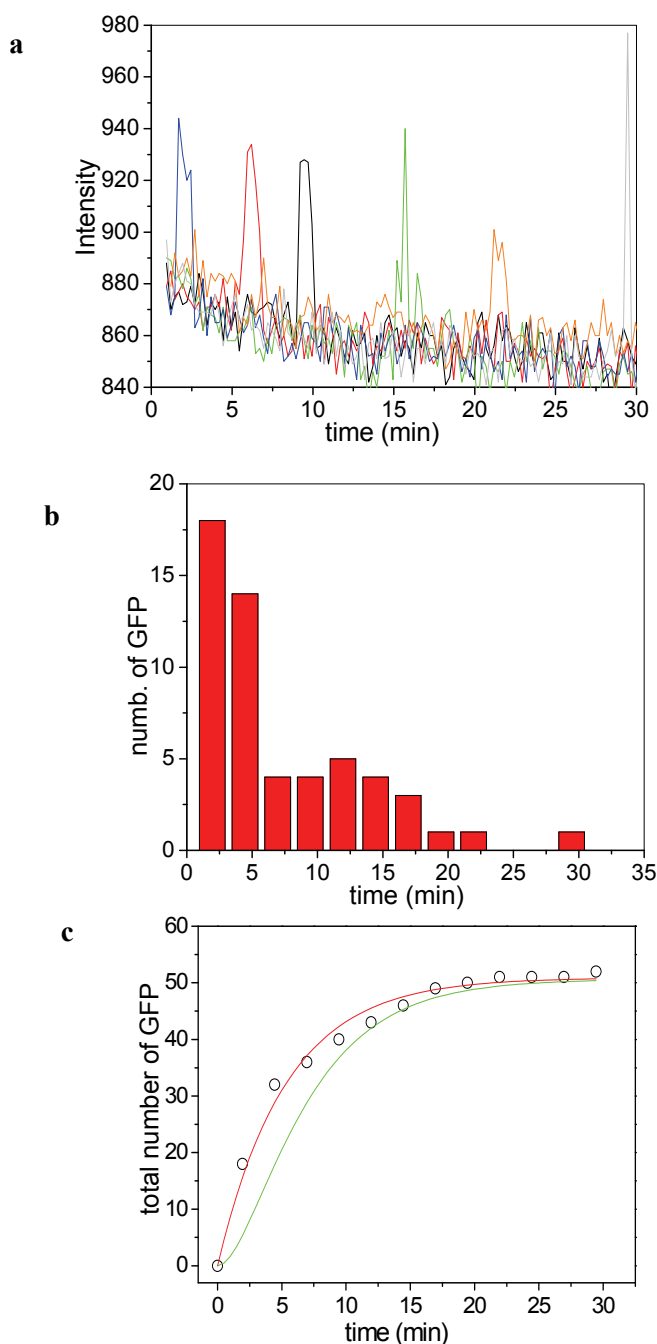 a
980
960
940
920
900
880
860
840
Intensity
0 5 10 15 20 25 30
time (min)
b
20
15
10
5
0
numb. of GFP
0 5 10 15 20 25 30 35
time (min)
c
60
50
40
30
20
10
0
total number of GFP
0 5 10 15 20 25 30
time (min)